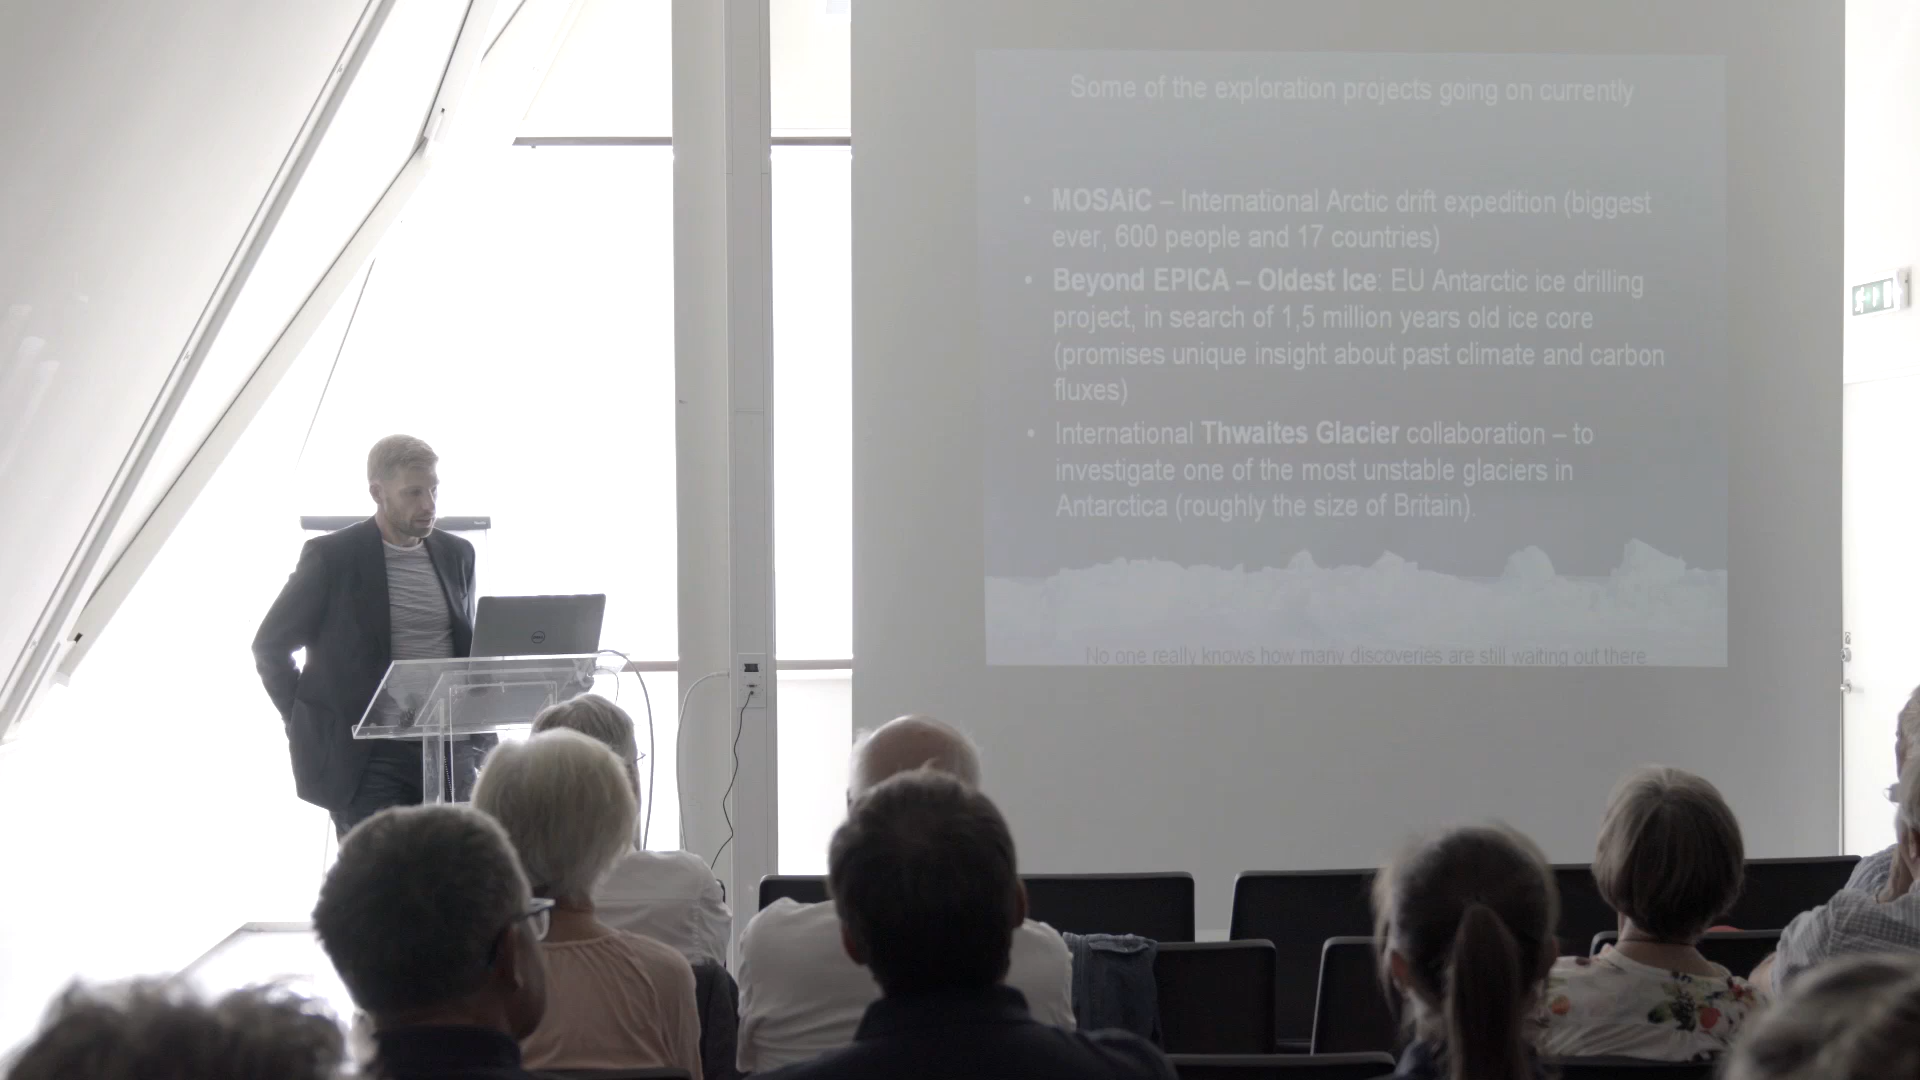 Some of the exploration projects going on currently
• MOSAiC – International Arctic drift expedition (biggest
ever, 600 people and 17 countries)
• Beyond EPICA – Oldest Ice: EU Antarctic ice drilling
project, in search of 1,5 million years old ice core
(promises unique insight about past climate and carbon
fluxes)
• International Thwaites Glacier collaboration – to
investigate one of the most unstable glaciers in
Antarctica (roughly the size of Britain).
No one really knows how many discoveries are still waiting out there
DELL